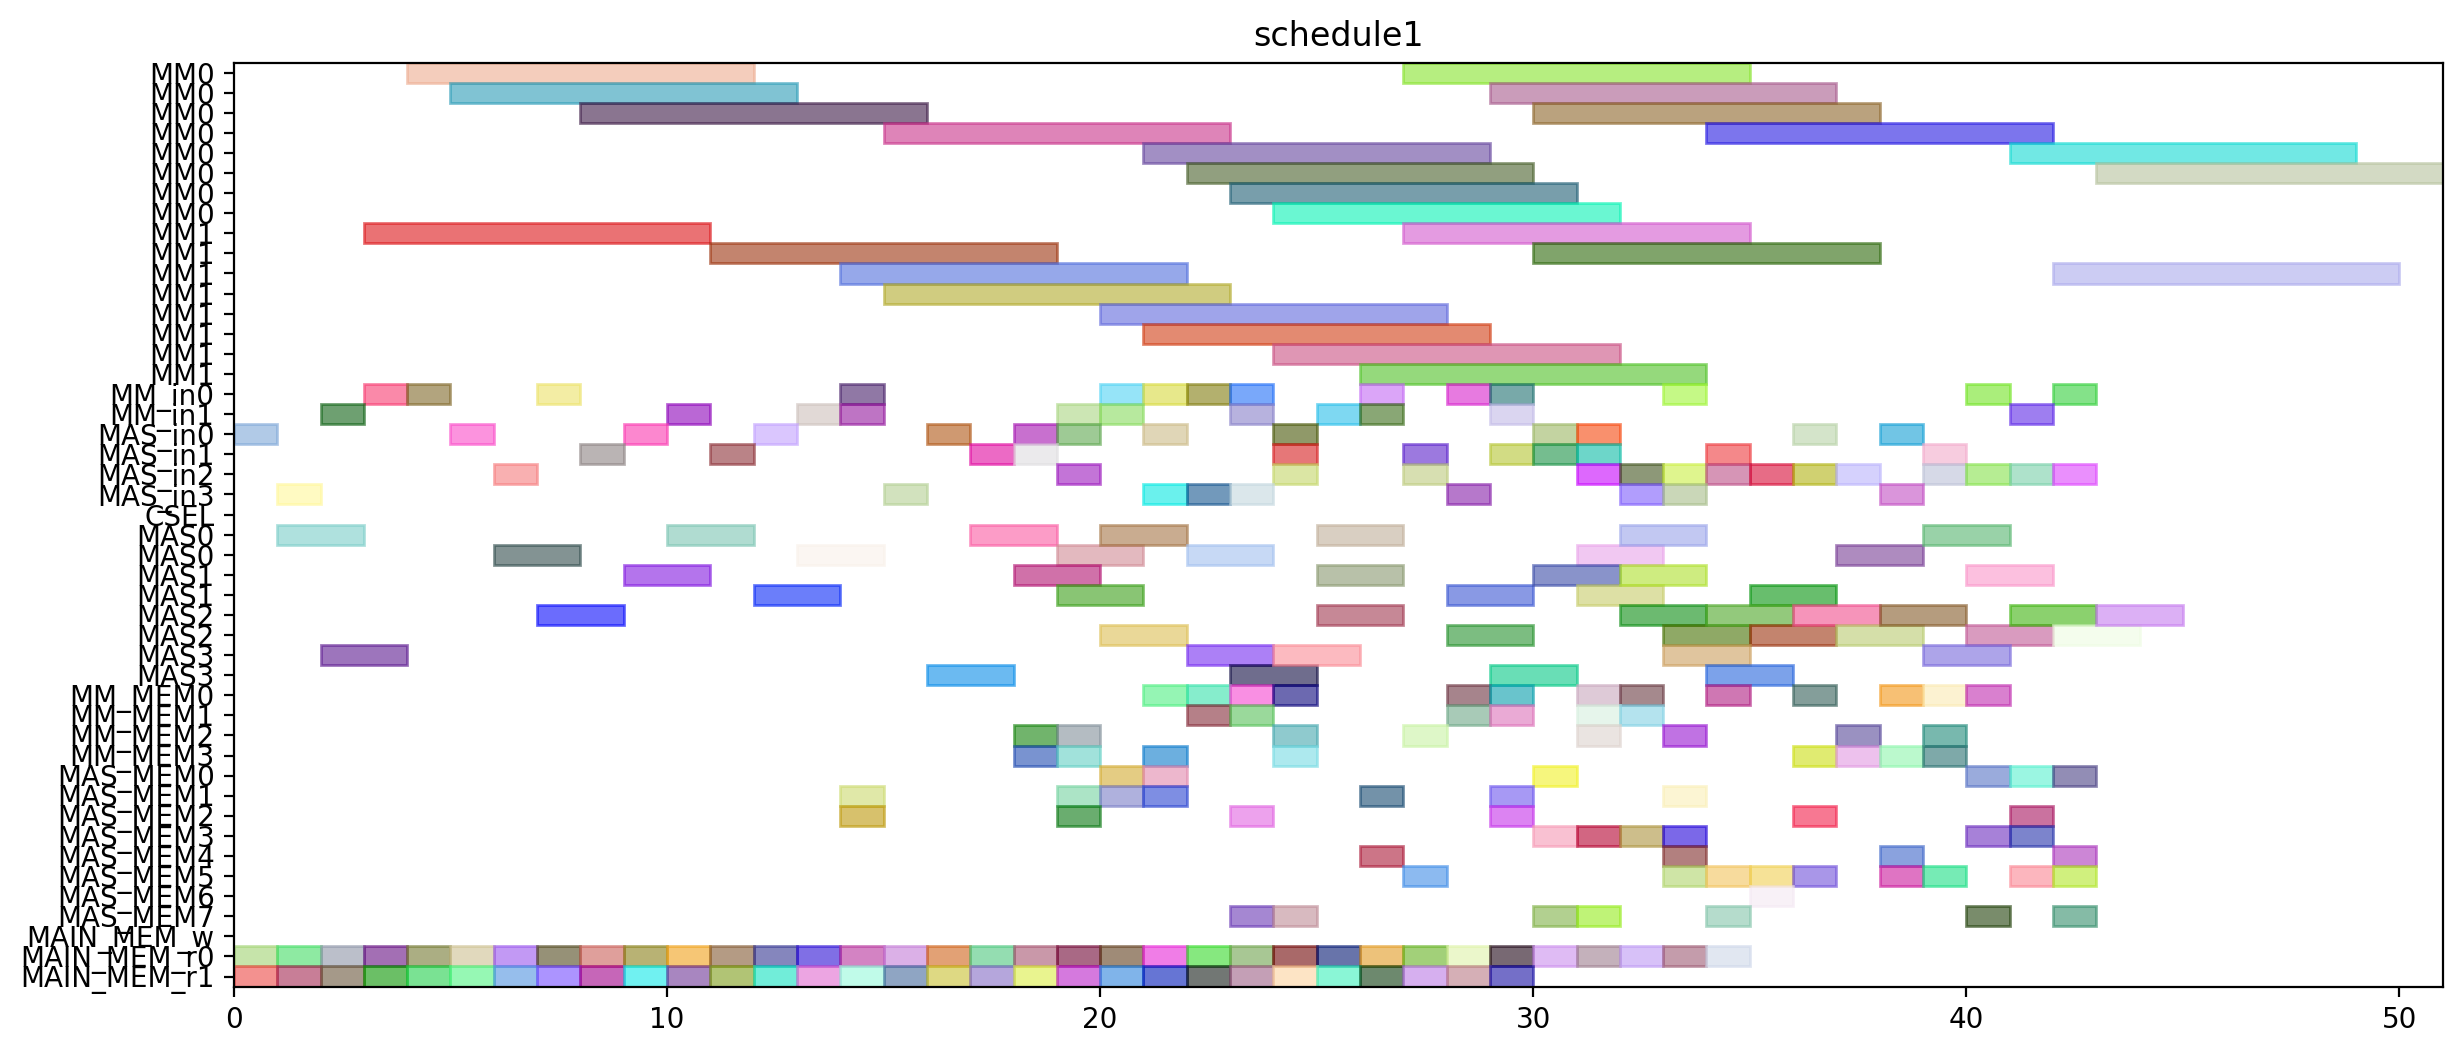 schedule1
MM0
MM0
MM0
MM0
MM0
MM0
MM0
MM0
MM1
MM1
MM1
MM1
MM1
MM1
MM1
MM1
MM_in0
MM_in1
MAS_in0
MAS_in1
MAS_in2
MAS_in3
CSEL
MAS0
MAS0
MAS1
MAS1
MAS2
MAS2
MAS3
MAS3
MM_MEM0
MM_MEM1
MM_MEM2
MM_MEM3
MAS_MEM0
MAS_MEM1
MAS_MEM2
MAS_MEM3
MAS_MEM4
MAS_MEM5
MAS_MEM6
MAS_MEM7
MAIN_MEM_w
MAIN_MEM_r0
MAIN_MEM_r1
0 10 20 30 40 50